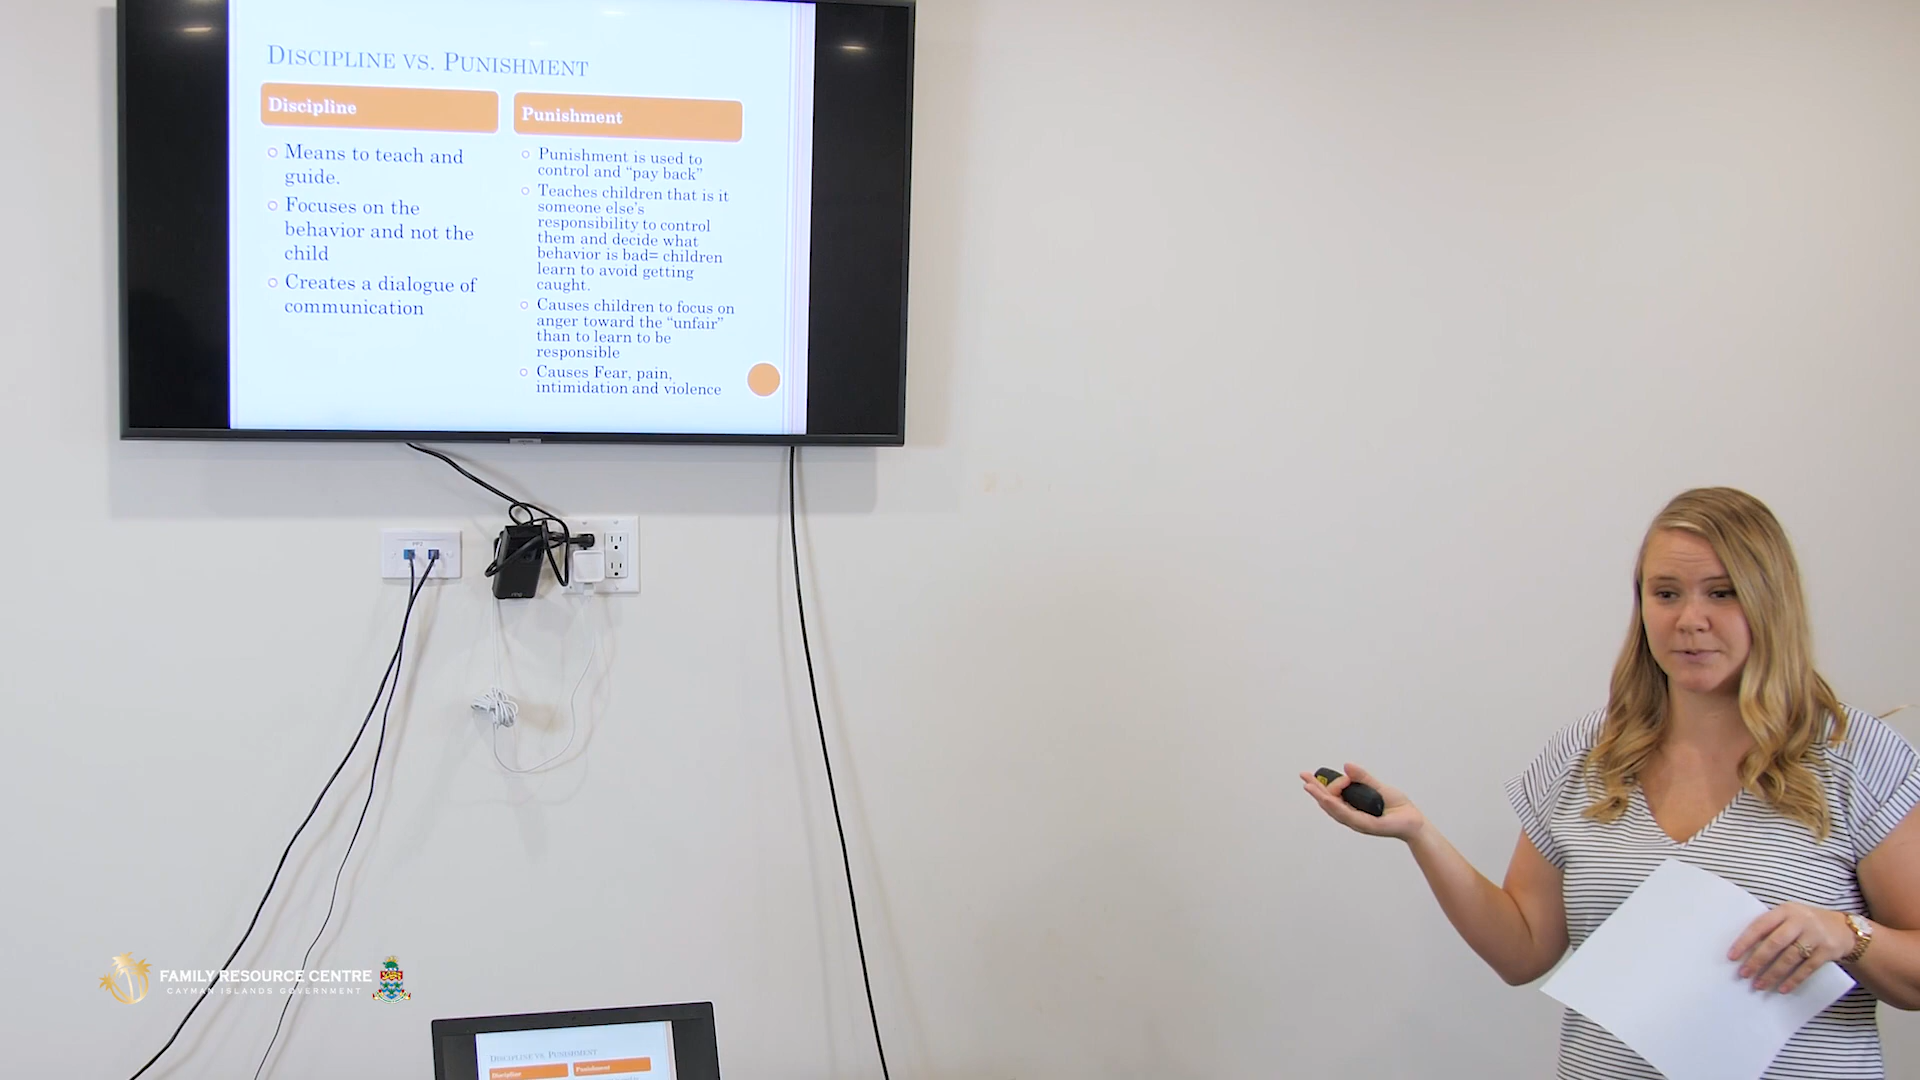 DISCIPLINE VS. PUNISHMENT
Discipline
Means to teach and
guide.
Focuses on the
behavior and not the
child
Creates a dialogue of
communication
Punishment
Punishment is used to
control and “pay back”
Teaches children that is it
someone else’s
responsibility to control
them and decide what
behavior is bad= children
learn to avoid getting
caught.
Causes children to focus on
anger toward the “unfair”
than to learn to be
responsible
Causes Fear, pain,
intimidation and violence
FAMILY RESOURCE CENTRE
CAYMAN ISLANDS GOVERNMENT
DISCIPLINE VS. PUNISHMENT
Discipline
Punishment